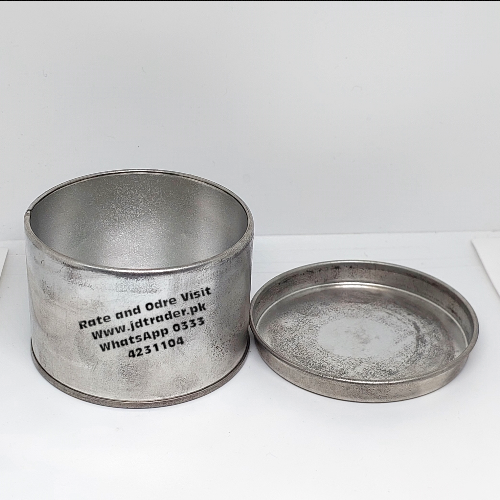 Rate and Odre Visit
Www.jdtrader.pk
WhatsApp 0333
4231104